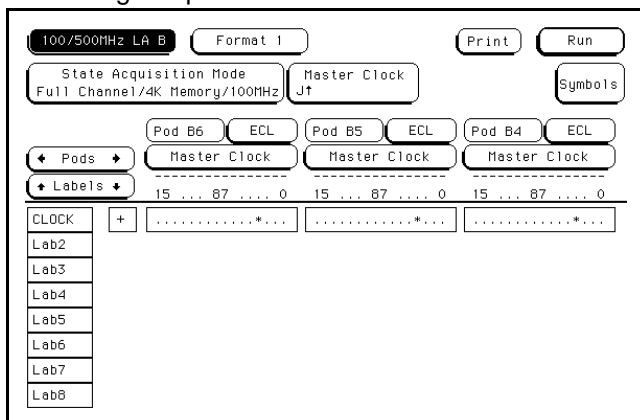 100/500MHz LA B Format 1 Print Run
State Acquisition Mode Master Clock Symbols
Full Channel/4K Memory/100MHz J↑
Pod B6 ECL Pod B5 ECL Pod B4 ECL
← Pods → Master Clock Master Clock Master Clock
↑ Labels ↓ 15 ... 87 .... 0 15 ... 87 .... 0 15 ... 87 .... 0
CLOCK + ............*... ............*... ............*...
Lab2
Lab3
Lab4
Lab5
Lab6
Lab7
Lab8